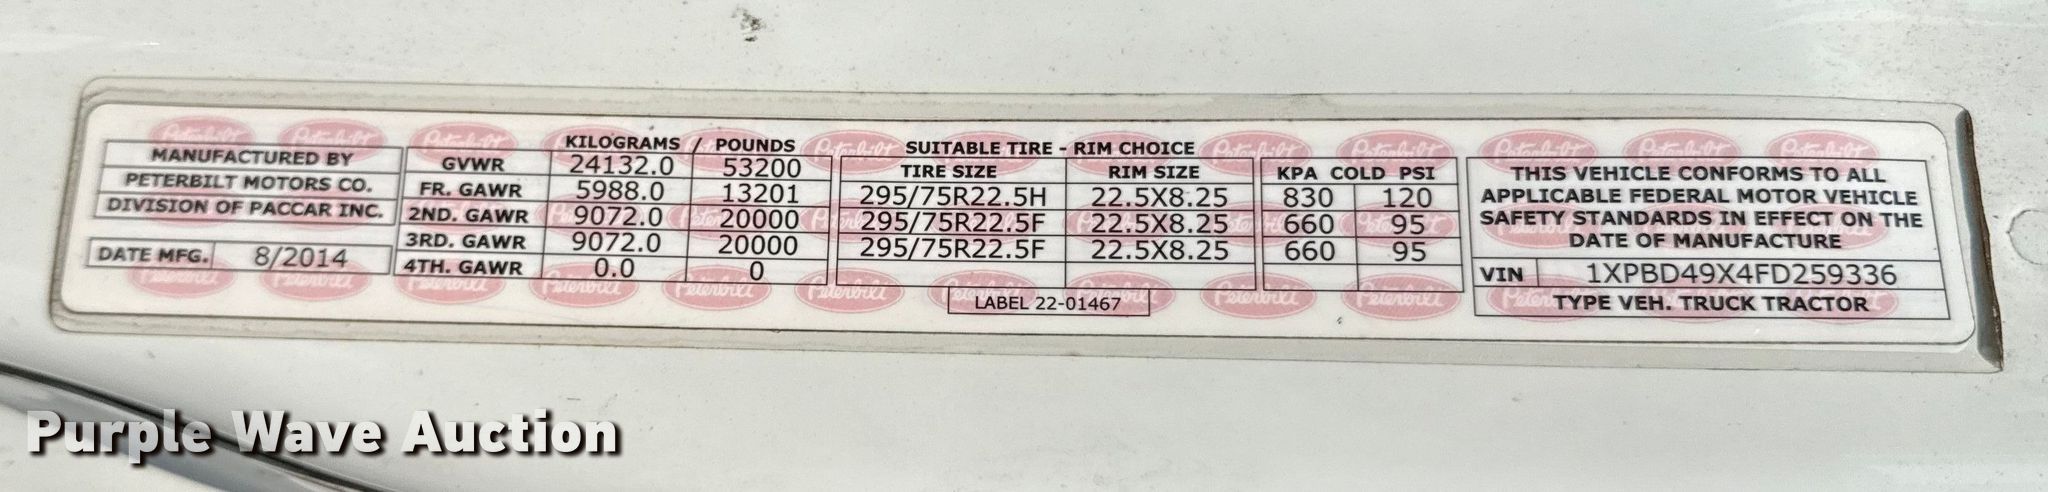 MANUFACTURED BY
PETERBILT MOTORS CO.
DIVISION OF PACCAR INC.
DATE MFG. 8/2014
KILOGRAMS / POUNDS
GVWR 24132.0 53200
FR. GAWR 5988.0 13201
2ND. GAWR 9072.0 20000
3RD. GAWR 9072.0 20000
4TH. GAWR 0.0 0
SUITABLE TIRE - RIM CHOICE
TIRE SIZE RIM SIZE KPA COLD PSI
295/75R22.5H 22.5X8.25 830 120
295/75R22.5F 22.5X8.25 660 95
295/75R22.5F 22.5X8.25 660 95
LABEL 22-01467
THIS VEHICLE CONFORMS TO ALL
APPLICABLE FEDERAL MOTOR VEHICLE
SAFETY STANDARDS IN EFFECT ON THE
DATE OF MANUFACTURE
VIN 1XPBD49X4FD259336
TYPE VEH. TRUCK TRACTOR
Purple Wave Auction